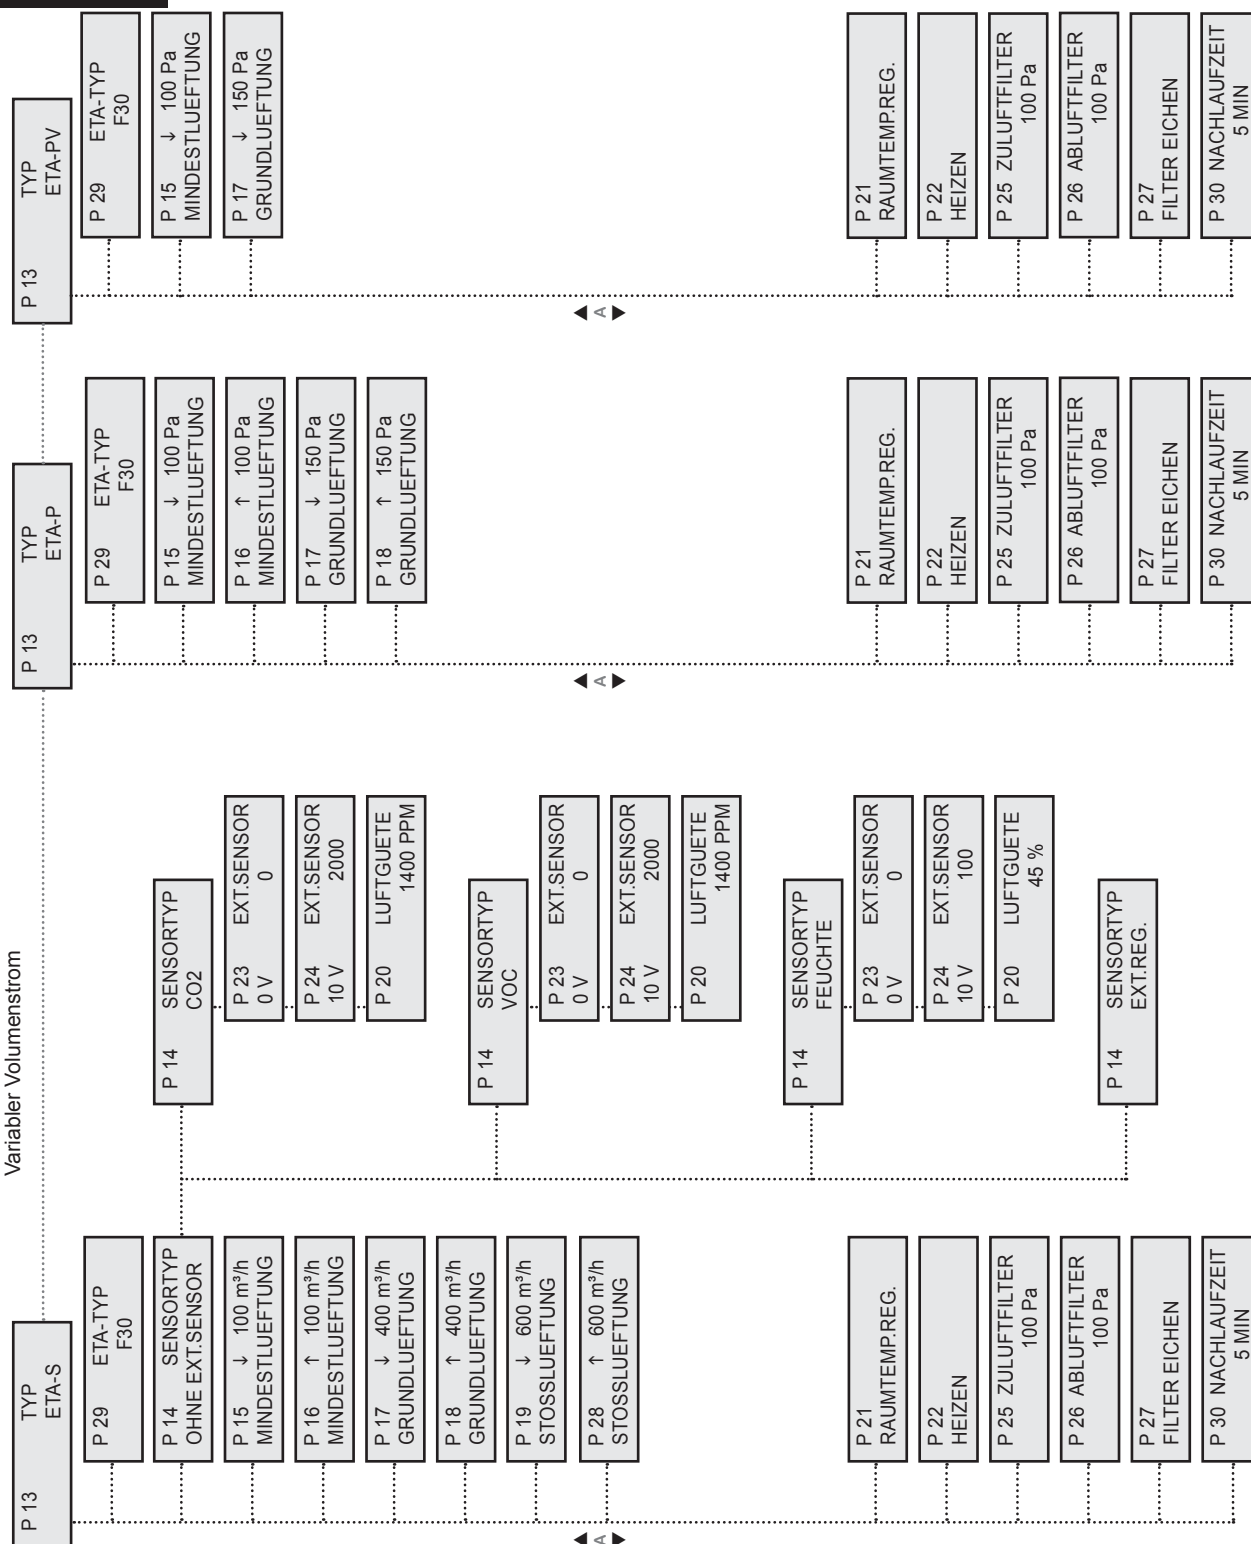 Variabler Volumenstrom
P 13 TYP
ETA-S
P 29 ETA-TYP
F30
P 14 SENSORTYP
OHNE EXT.SENSOR
P 15 ↓ 100 m³/h
MINDESTLUEFTUNG
P 16 ↑ 100 m³/h
MINDESTLUEFTUNG
P 17 ↓ 400 m³/h
GRUNDLUEFTUNG
P 18 ↑ 400 m³/h
GRUNDLUEFTUNG
P 19 ↓ 600 m³/h
STOSSLUEFTUNG
P 28 ↑ 600 m³/h
STOSSLUEFTUNG
A
P 21
RAUMTEMP.REG.
P 22
HEIZEN
P 25 ZULUFTFILTER
100 Pa
P 26 ABLUFTFILTER
100 Pa
P 27
FILTER EICHEN
P 30 NACHLAUFZEIT
5 MIN
P 14 SENSORTYP
CO2
P 23 EXT.SENSOR
0 V 0
P 24 EXT.SENSOR
10 V 2000
P 20 LUFTGUETE
1400 PPM
P 14 SENSORTYP
VOC
P 23 EXT.SENSOR
0 V 0
P 24 EXT.SENSOR
10 V 2000
P 20 LUFTGUETE
1400 PPM
P 14 SENSORTYP
FEUCHTE
P 23 EXT.SENSOR
0 V 0
P 24 EXT.SENSOR
10 V 100
P 20 LUFTGUETE
45 %
P 14 SENSORTYP
EXT.REG.
P 13 TYP
ETA-P
P 29 ETA-TYP
F30
P 15 ↓ 100 Pa
MINDESTLUEFTUNG
P 16 ↑ 100 Pa
MINDESTLUEFTUNG
P 17 ↓ 150 Pa
GRUNDLUEFTUNG
P 18 ↑ 150 Pa
GRUNDLUEFTUNG
A
P 21
RAUMTEMP.REG.
P 22
HEIZEN
P 25 ZULUFTFILTER
100 Pa
P 26 ABLUFTFILTER
100 Pa
P 27
FILTER EICHEN
P 30 NACHLAUFZEIT
5 MIN
P 13 TYP
ETA-PV
P 29 ETA-TYP
F30
P 15 ↓ 100 Pa
MINDESTLUEFTUNG
P 17 ↓ 150 Pa
GRUNDLUEFTUNG
A
P 21
RAUMTEMP.REG.
P 22
HEIZEN
P 25 ZULUFTFILTER
100 Pa
P 26 ABLUFTFILTER
100 Pa
P 27
FILTER EICHEN
P 30 NACHLAUFZEIT
5 MIN